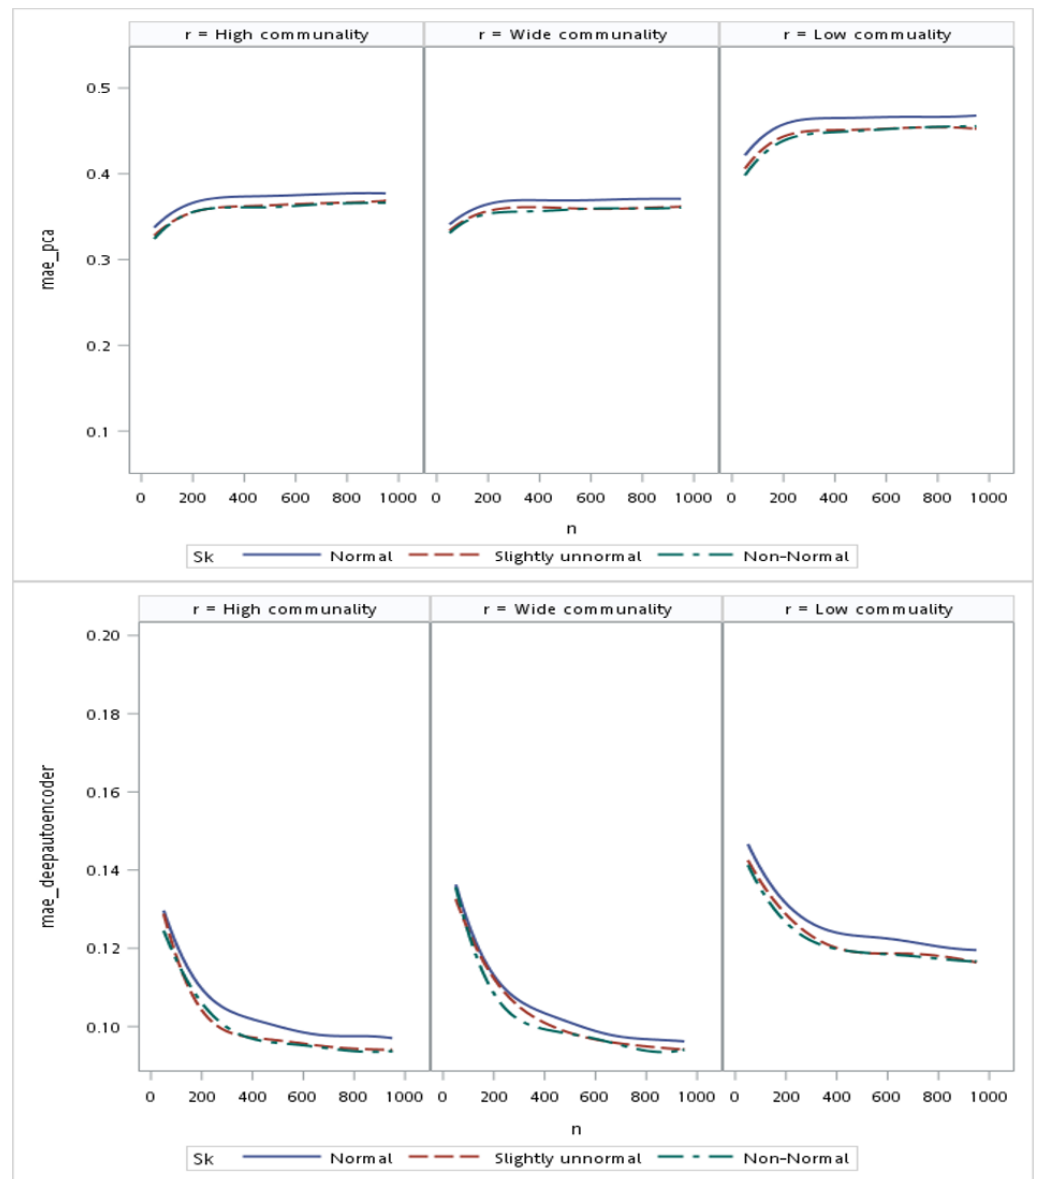 r = High communality r = Wide communality r = Low commuality
0.5
0.4
0.3
0.2
0.1
mae_pca
0 200 400 600 800 1000 0 200 400 600 800 1000 0 200 400 600 800 1000
n
Sk Normal Slightly unnormal Non-Normal
r = High communality r = Wide communality r = Low commuality
0.20
0.18
0.16
0.14
0.12
0.10
mae_deepautoencoder
0 200 400 600 800 1000 0 200 400 600 800 1000 0 200 400 600 800 1000
n
Sk Normal Slightly unnormal Non-Normal